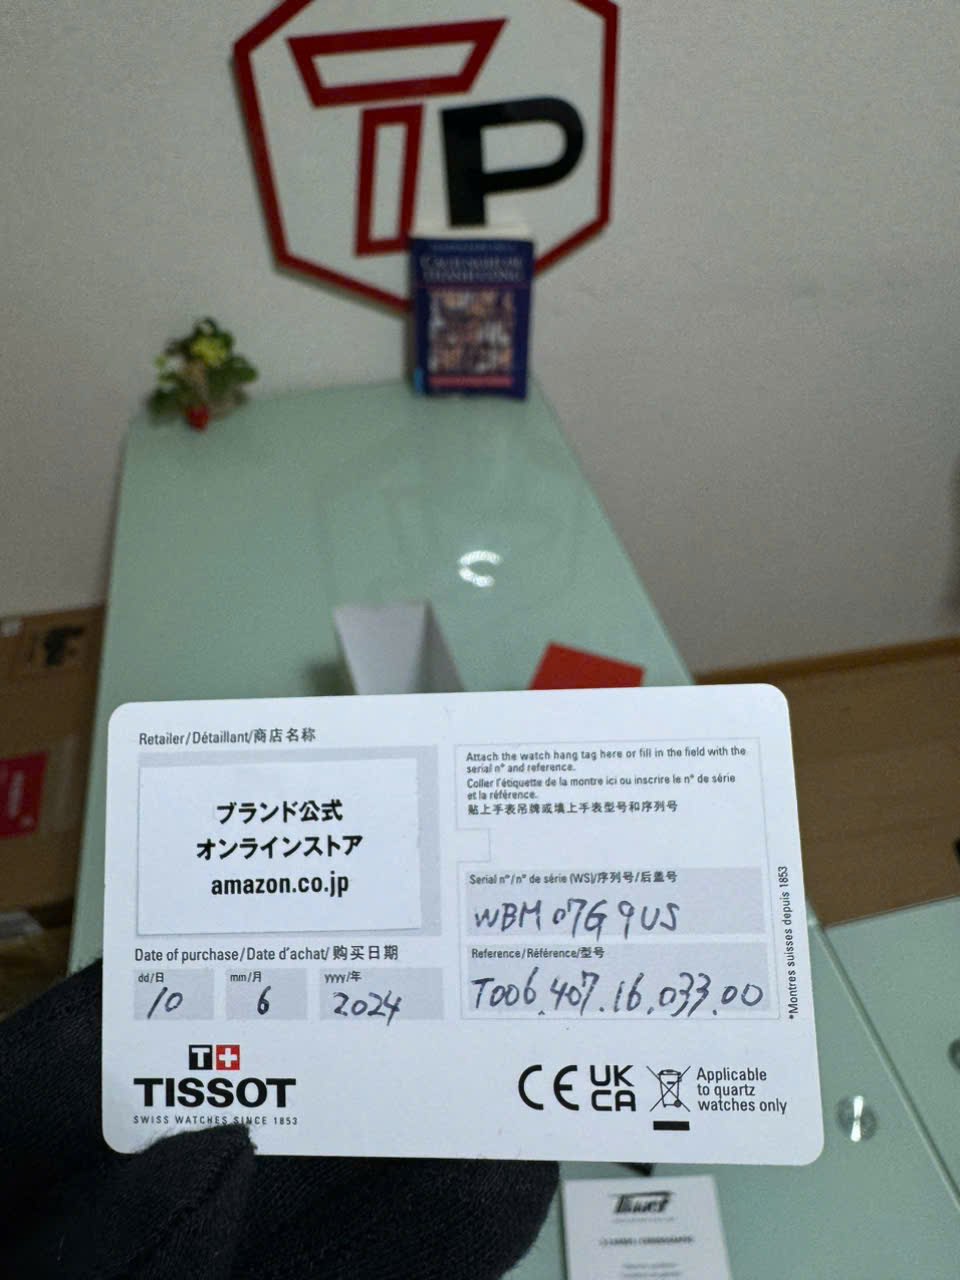 TP
Retailer/Détaillant/商店名称
ブランド公式
オンラインストア
amazon.co.jp
Attach the watch hang tag here or fill in the field with the
serial n° and reference.
Coller l'étiquette de la montre ici ou inscrire le n° de série
et la référence.
贴上手表吊牌或填上手表型号和序列号
Serial n°/n° de série (WS)/序列号/后盖号
WBM07G9US
Date of purchase/Date d'achat/购买日期
dd/日 mm/月 yyyy/年
10 6 2024
Reference/Référence/型号
T006.407.16.033.00
*Montres suisses depuis 1853
T+
TISSOT
SWISS WATCHES SINCE 1853
CE UK
CA
Applicable
to quartz
watches only
Tissot